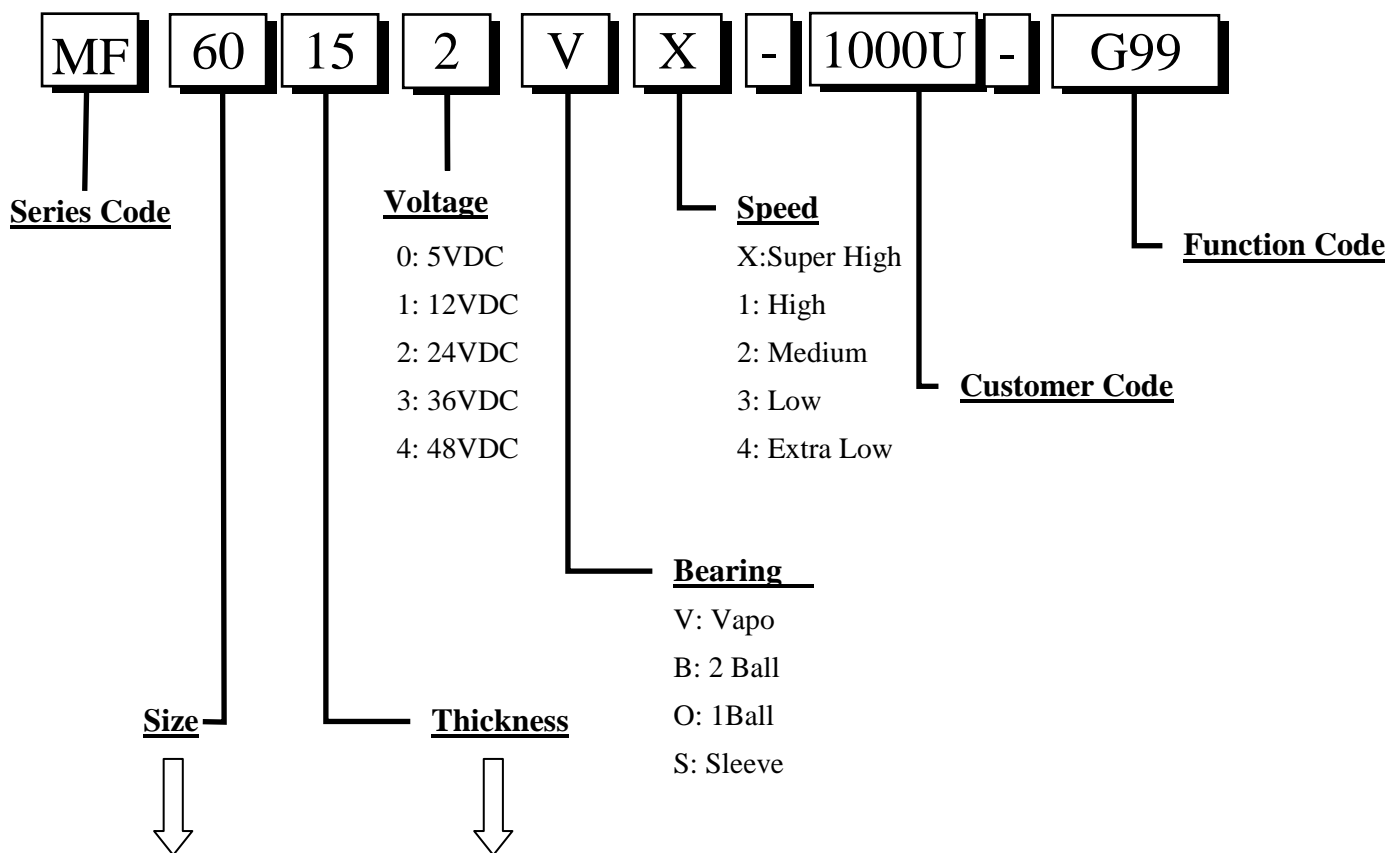 MF 60 15 2 V X - 1000U - G99
Series Code
Voltage
0: 5VDC
1: 12VDC
2: 24VDC
3: 36VDC
4: 48VDC
Speed
X:Super High
1: High
2: Medium
3: Low
4: Extra Low
Function Code
Customer Code
Bearing
V: Vapo
B: 2 Ball
O: 1Ball
S: Sleeve
Size
Thickness